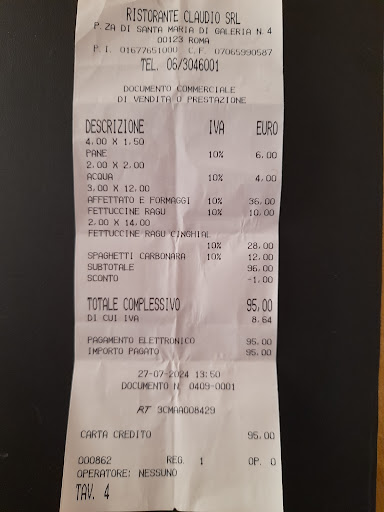 RISTORANTE CLAUDIO SRL
P.ZA DI SANTA MARIA DI GALERIA N.4
00123 ROMA
P.I. 01677651000 C.F. 07065990587
TEL. 06/3046001
DOCUMENTO COMMERCIALE
DI VENDITA O PRESTAZIONE
DESCRIZIONE IVA EURO
4,00 X 1,50
PANE 10% 6,00
2,00 X 2,00
ACQUA 10% 4,00
3,00 X 12,00
AFFETTATO E FORMAGGI 10% 36,00
FETTUCCINE RAGU 10% 10,00
2,00 X 14,00
FETTUCCINE RAGU CINGHIAL
10% 28,00
SPAGHETTI CARBONARA 10% 12,00
SUBTOTALE 96,00
SCONTO -1,00
TOTALE COMPLESSIVO 95,00
DI CUI IVA 8,64
PAGAMENTO ELETTRONICO 95,00
IMPORTO PAGATO 95,00
27-07-2024 13:50
DOCUMENTO N. 0409-0001
RT 3CMAA008429
CARTA CREDITO 95,00
000862 REG. 1 OP. 0
OPERATORE: NESSUNO
TAV. 4